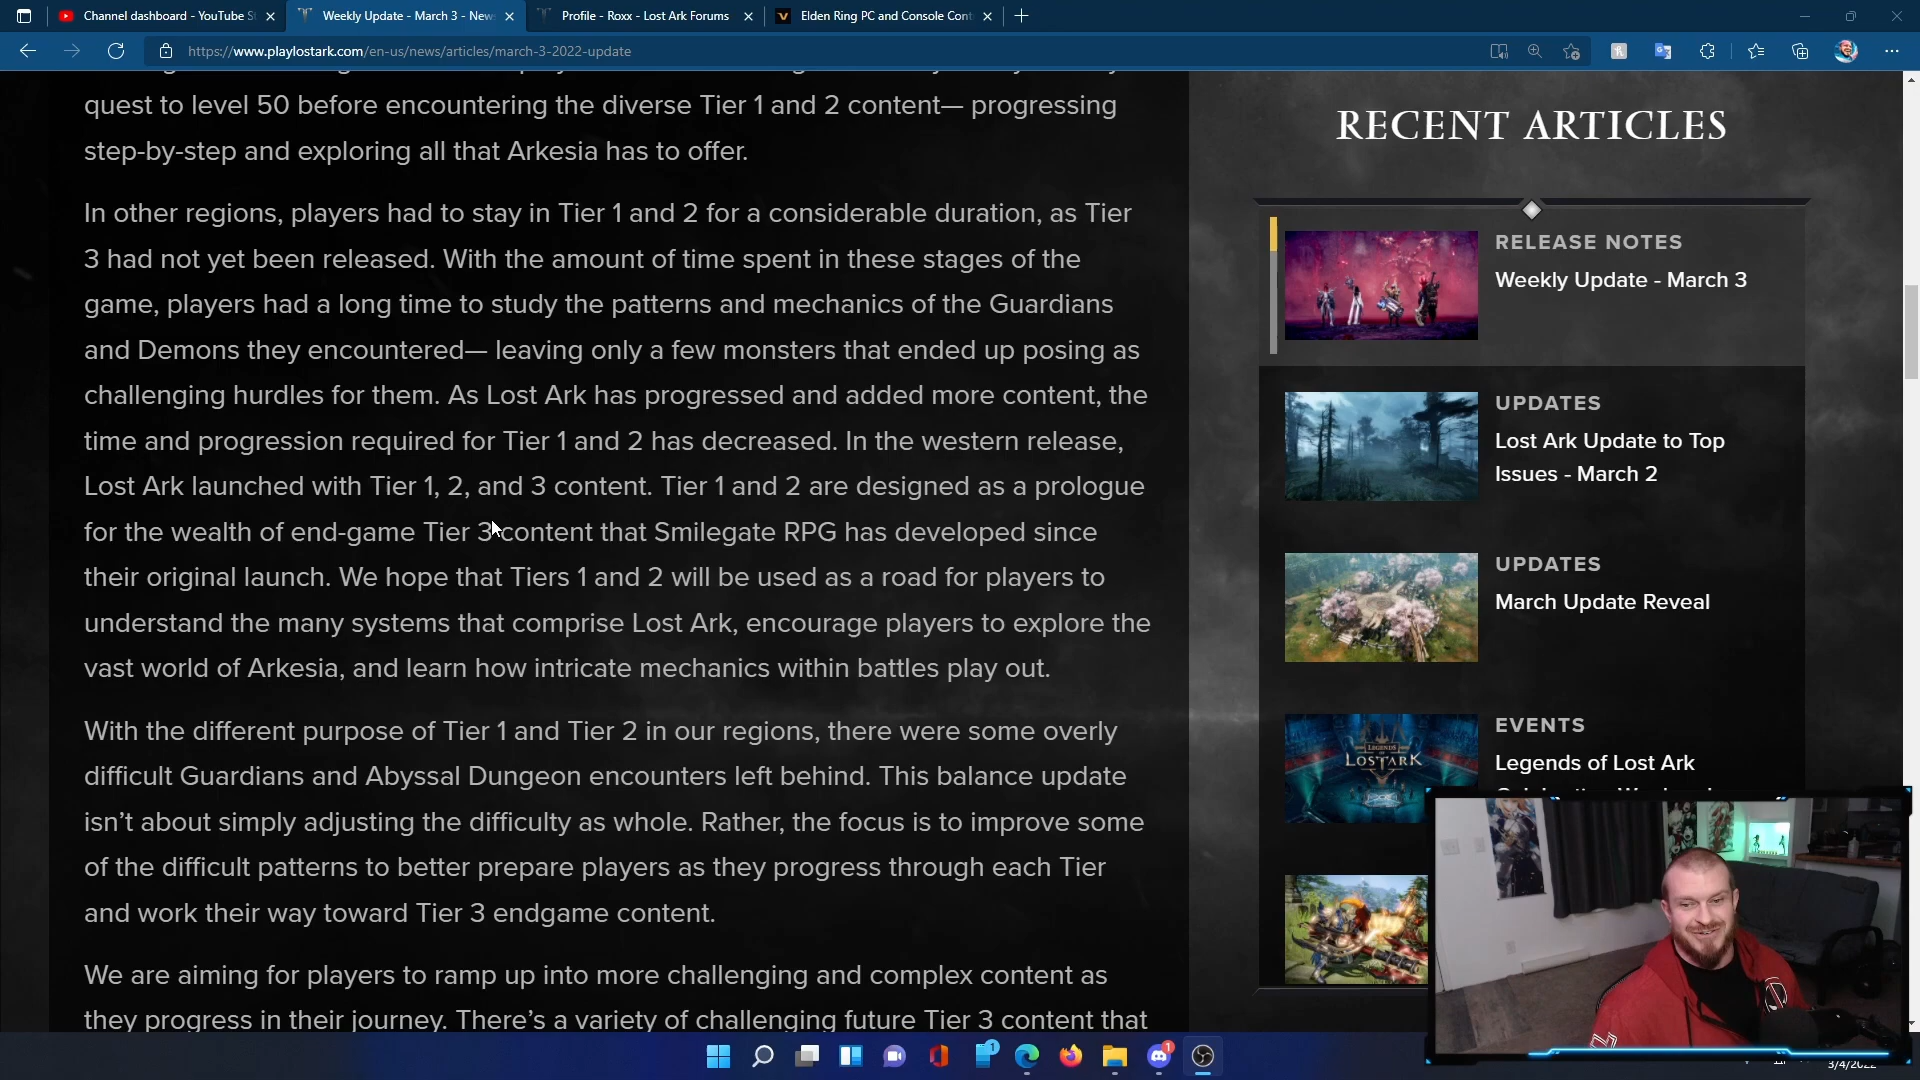 Channel dashboard - YouTube S
Weekly Update - March 3 - New
Profile - Roxx - Lost Ark Forums
Elden Ring PC and Console Cont
https://www.playlostark.com/en-us/news/articles/march-3-2022-update
quest to level 50 before encountering the diverse Tier 1 and 2 content— progressing
step-by-step and exploring all that Arkesia has to offer.
In other regions, players had to stay in Tier 1 and 2 for a considerable duration, as Tier
3 had not yet been released. With the amount of time spent in these stages of the
game, players had a long time to study the patterns and mechanics of the Guardians
and Demons they encountered— leaving only a few monsters that ended up posing as
challenging hurdles for them. As Lost Ark has progressed and added more content, the
time and progression required for Tier 1 and 2 has decreased. In the western release,
Lost Ark launched with Tier 1, 2, and 3 content. Tier 1 and 2 are designed as a prologue
for the wealth of end-game Tier 3 content that Smilegate RPG has developed since
their original launch. We hope that Tiers 1 and 2 will be used as a road for players to
understand the many systems that comprise Lost Ark, encourage players to explore the
vast world of Arkesia, and learn how intricate mechanics within battles play out.
With the different purpose of Tier 1 and Tier 2 in our regions, there were some overly
difficult Guardians and Abyssal Dungeon encounters left behind. This balance update
isn't about simply adjusting the difficulty as whole. Rather, the focus is to improve some
of the difficult patterns to better prepare players as they progress through each Tier
and work their way toward Tier 3 endgame content.
We are aiming for players to ramp up into more challenging and complex content as
they progress in their journey. There's a variety of challenging future Tier 3 content that
RECENT ARTICLES
RELEASE NOTES
Weekly Update - March 3
UPDATES
Lost Ark Update to Top
Issues - March 2
UPDATES
March Update Reveal
EVENTS
Legends of Lost Ark
LEGENDS
OF
LOST ARK
1
1
3/4/2022